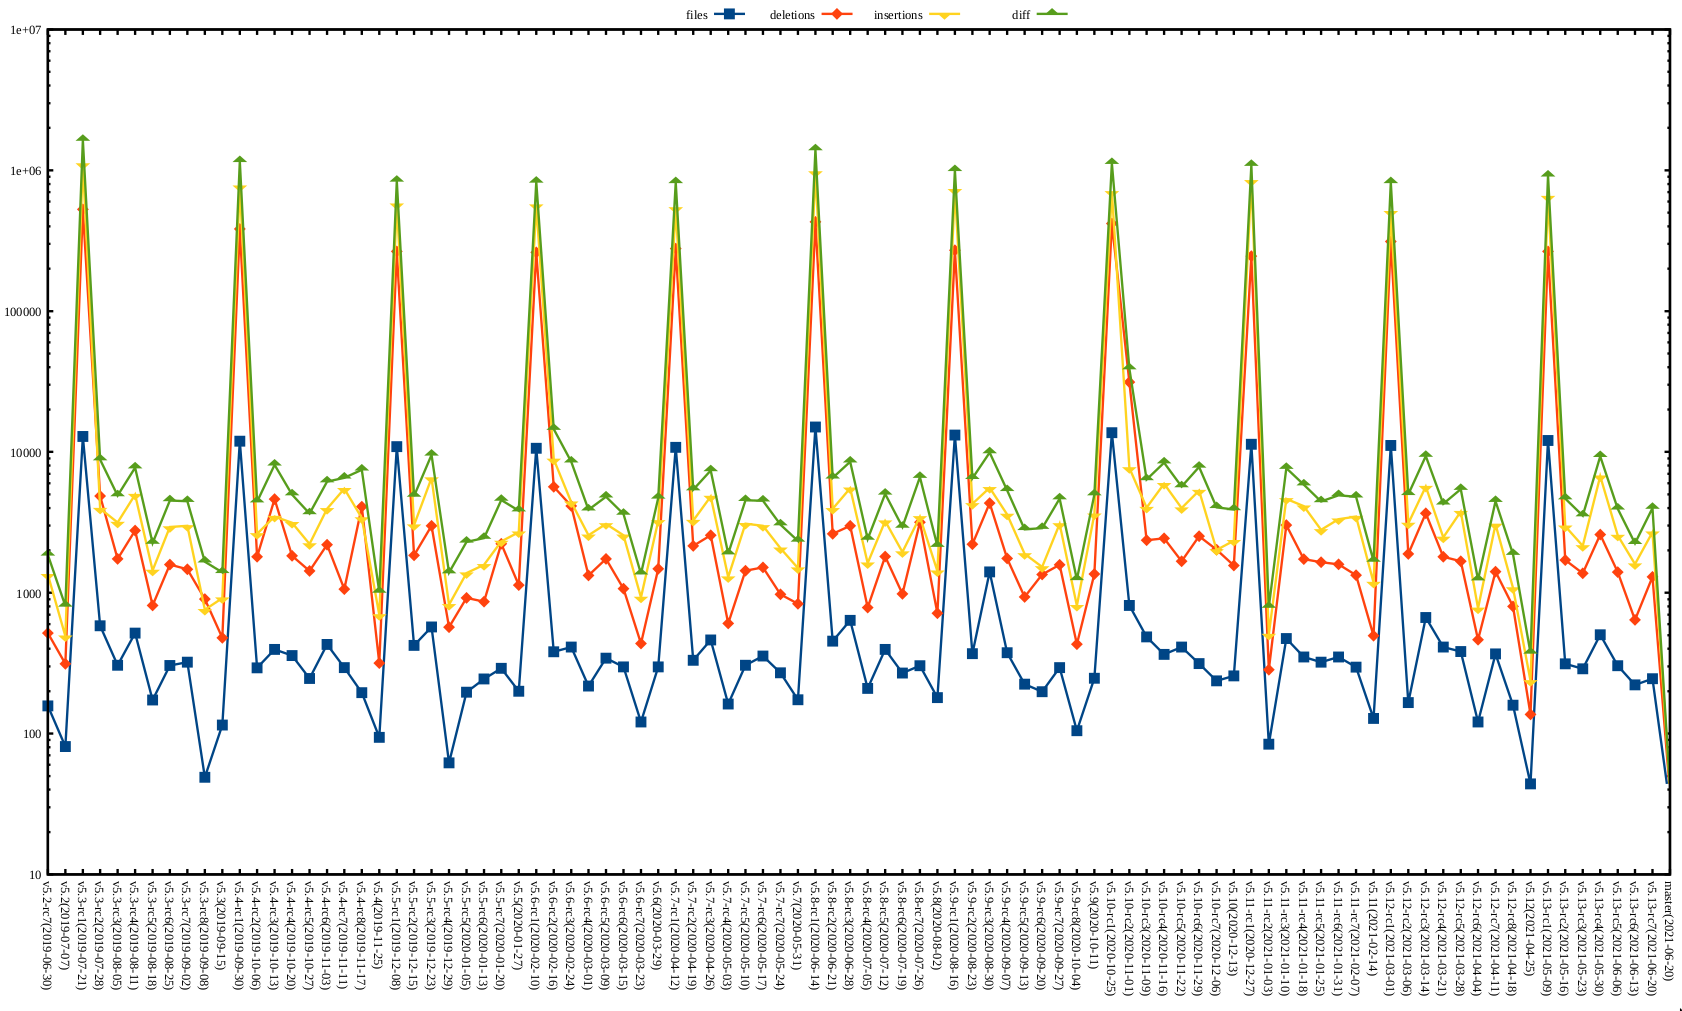 files deletions insertions diff
1e+07
1e+06
100000
10000
1000
100
10
v5.2-rc7(2019-06-30)
v5.2(2019-07-07)
v5.3-rc1(2019-07-21)
v5.3-rc2(2019-07-28)
v5.3-rc3(2019-08-05)
v5.3-rc4(2019-08-11)
v5.3-rc5(2019-08-18)
v5.3-rc6(2019-08-25)
v5.3-rc7(2019-09-02)
v5.3-rc8(2019-09-08)
v5.3(2019-09-15)
v5.4-rc1(2019-09-30)
v5.4-rc2(2019-10-06)
v5.4-rc3(2019-10-13)
v5.4-rc4(2019-10-20)
v5.4-rc5(2019-10-27)
v5.4-rc6(2019-11-03)
v5.4-rc7(2019-11-11)
v5.4-rc8(2019-11-17)
v5.4(2019-11-25)
v5.5-rc1(2019-12-08)
v5.5-rc2(2019-12-15)
v5.5-rc3(2019-12-23)
v5.5-rc4(2019-12-29)
v5.5-rc5(2020-01-05)
v5.5-rc6(2020-01-13)
v5.5-rc7(2020-01-20)
v5.5(2020-01-27)
v5.6-rc1(2020-02-10)
v5.6-rc2(2020-02-16)
v5.6-rc3(2020-02-24)
v5.6-rc4(2020-03-01)
v5.6-rc5(2020-03-09)
v5.6-rc6(2020-03-15)
v5.6-rc7(2020-03-23)
v5.6(2020-03-29)
v5.7-rc1(2020-04-12)
v5.7-rc2(2020-04-19)
v5.7-rc3(2020-04-26)
v5.7-rc4(2020-05-03)
v5.7-rc5(2020-05-10)
v5.7-rc6(2020-05-17)
v5.7-rc7(2020-05-24)
v5.7(2020-05-31)
v5.8-rc1(2020-06-14)
v5.8-rc2(2020-06-21)
v5.8-rc3(2020-06-28)
v5.8-rc4(2020-07-05)
v5.8-rc5(2020-07-12)
v5.8-rc6(2020-07-19)
v5.8-rc7(2020-07-26)
v5.8(2020-08-02)
v5.9-rc1(2020-08-16)
v5.9-rc2(2020-08-23)
v5.9-rc3(2020-08-30)
v5.9-rc4(2020-09-07)
v5.9-rc5(2020-09-13)
v5.9-rc6(2020-09-20)
v5.9-rc7(2020-09-27)
v5.9-rc8(2020-10-04)
v5.9(2020-10-11)
v5.10-rc1(2020-10-25)
v5.10-rc2(2020-11-01)
v5.10-rc3(2020-11-09)
v5.10-rc4(2020-11-16)
v5.10-rc5(2020-11-22)
v5.10-rc6(2020-11-29)
v5.10-rc7(2020-12-06)
v5.10(2020-12-13)
v5.11-rc1(2020-12-27)
v5.11-rc2(2021-01-03)
v5.11-rc3(2021-01-10)
v5.11-rc4(2021-01-18)
v5.11-rc5(2021-01-25)
v5.11-rc6(2021-01-31)
v5.11-rc7(2021-02-07)
v5.11(2021-02-14)
v5.12-rc1(2021-03-01)
v5.12-rc2(2021-03-06)
v5.12-rc3(2021-03-14)
v5.12-rc4(2021-03-21)
v5.12-rc5(2021-03-28)
v5.12-rc6(2021-04-04)
v5.12-rc7(2021-04-11)
v5.12-rc8(2021-04-18)
v5.12(2021-04-25)
v5.13-rc1(2021-05-09)
v5.13-rc2(2021-05-16)
v5.13-rc3(2021-05-23)
v5.13-rc4(2021-05-30)
v5.13-rc5(2021-06-06)
v5.13-rc6(2021-06-13)
v5.13-rc7(2021-06-20)
master(2021-06-20)